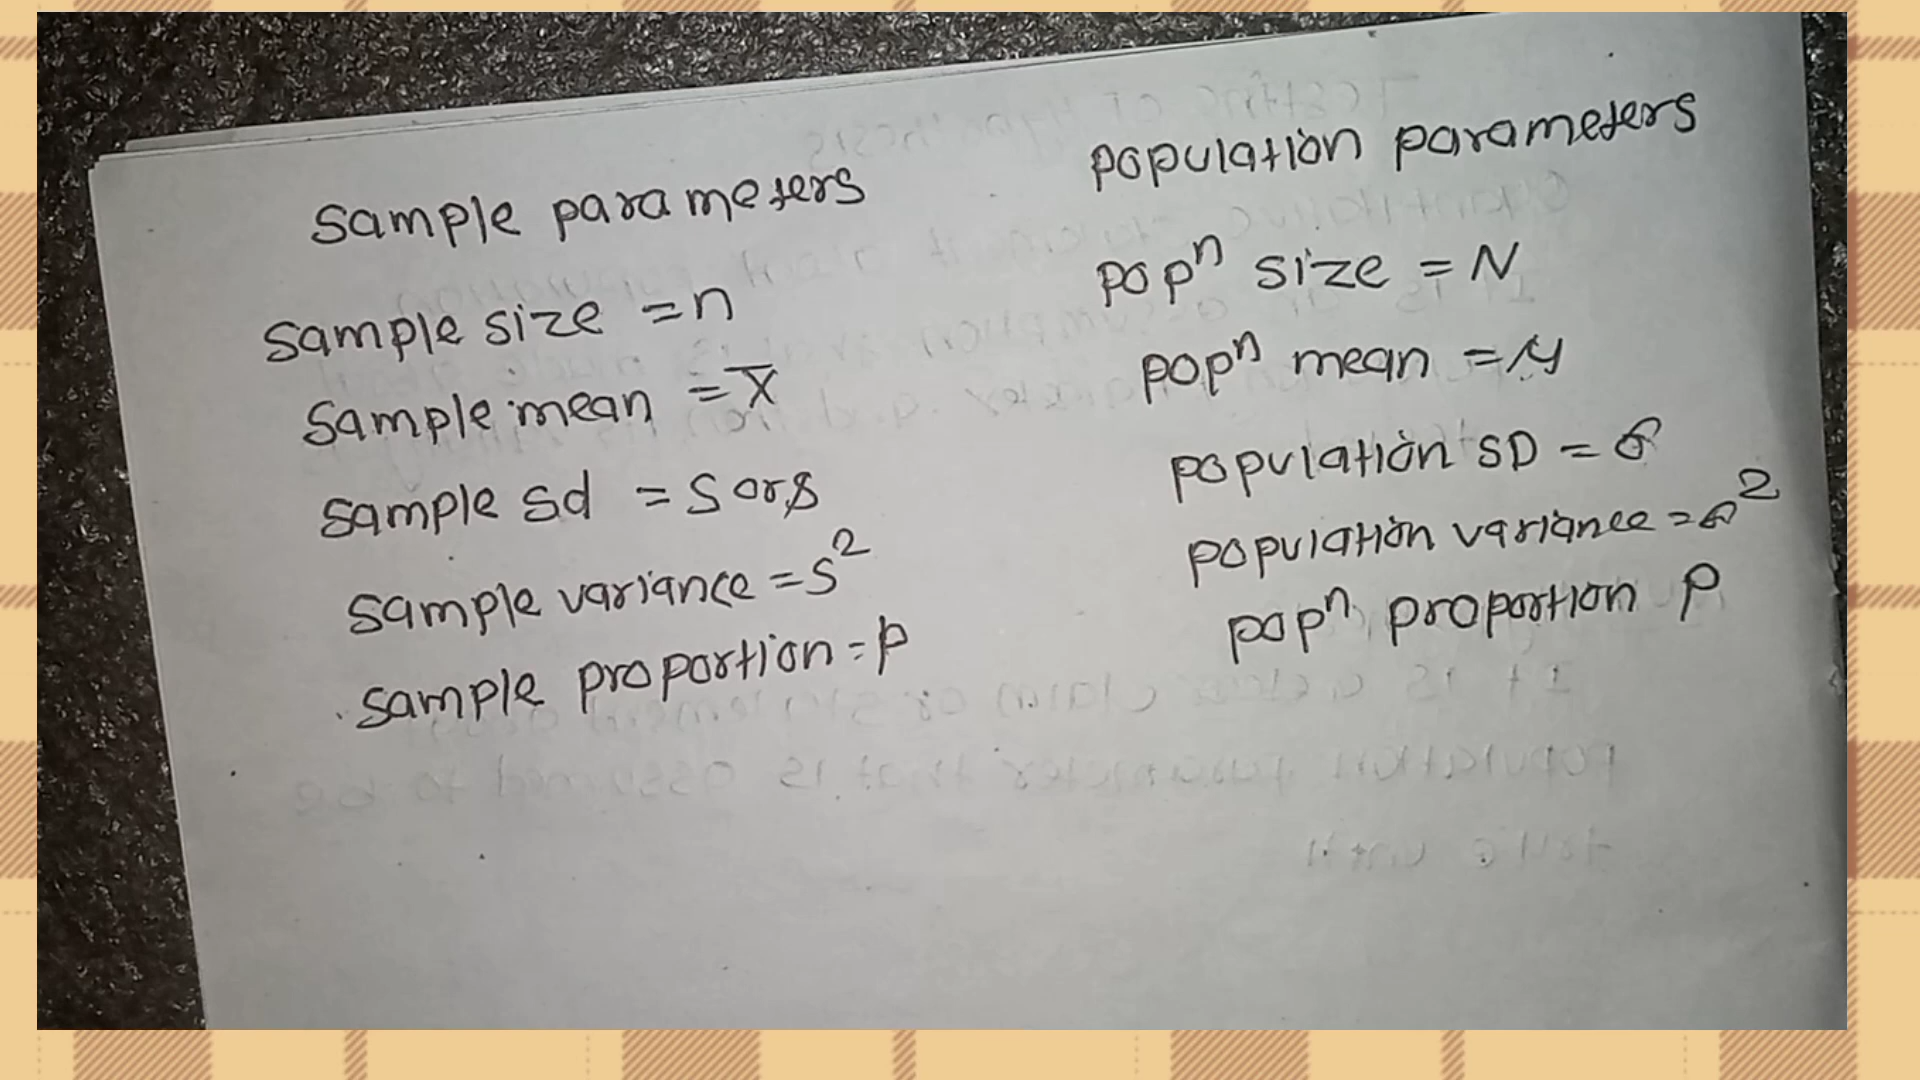 Sample parameters
Sample size = n
Sample mean = x̅
Sample sd = S or s
Sample variance = s²
Sample proportion = p
population parameters
popⁿ size = N
popⁿ mean = μ
population SD = σ
population variance = σ²
popⁿ proportion P